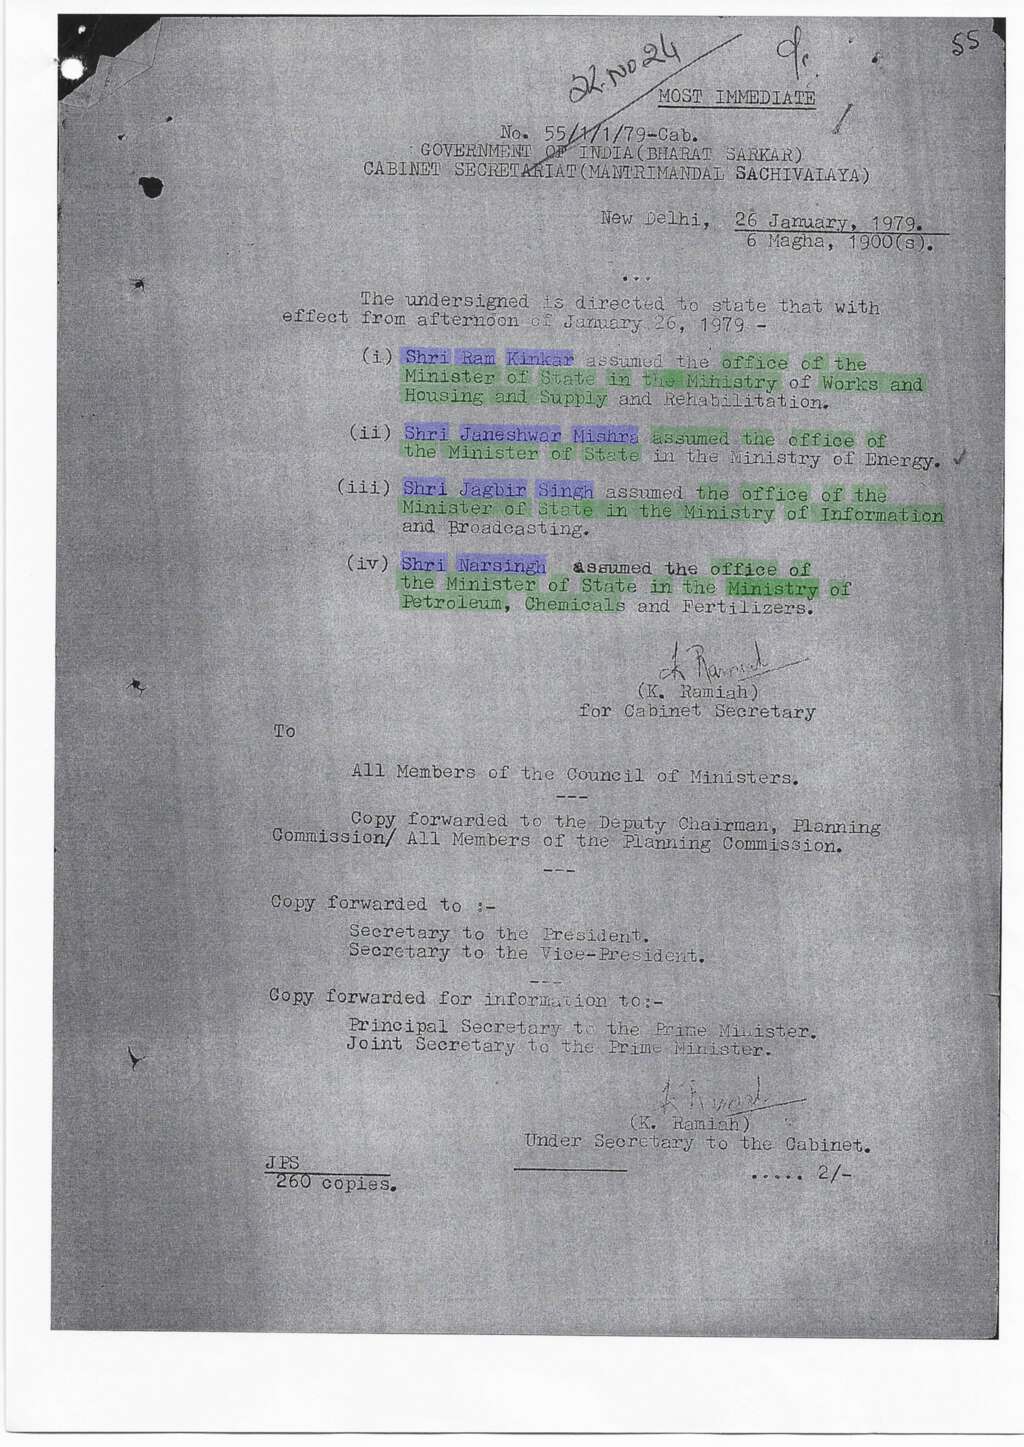 55
MOST IMMEDIATE
No. 55/1/1/79-Cab.
GOVERNMENT OF INDIA(BHARAT SARKAR)
CABINET SECRETARIAT(MANTRIMANDAL SACHIVALAYA)
New Delhi, 26 January, 1979.
6 Magha, 1900(s).
...
The undersigned is directed to state that with
effect from afternoon of January 26, 1979 -
(i) Shri Ram Kinkar assumed the office of the
Minister of State in the Ministry of Works and
Housing and Supply and Rehabilitation.
(ii) Shri Janeshwar Mishra assumed the office of
the Minister of State in the Ministry of Energy.
(iii) Shri Jagbir Singh assumed the office of the
Minister of State in the Ministry of Information
and Broadcasting.
(iv) Shri Narsingh assumed the office of
the Minister of State in the Ministry of
Petroleum, Chemicals and Fertilizers.
K Ramiah
(K. Ramiah)
for Cabinet Secretary
To
All Members of the Council of Ministers.
---
Copy forwarded to the Deputy Chairman, Planning
Commission/ All Members of the Planning Commission.
---
Copy forwarded to :-
Secretary to the President.
Secretary to the Vice-President.
---
Copy forwarded for information to:-
Principal Secretary to the Prime Minister.
Joint Secretary to the Prime Minister.
K Ramiah
(K. Ramiah)
Under Secretary to the Cabinet.
JPS
260 copies.
..... 2/-